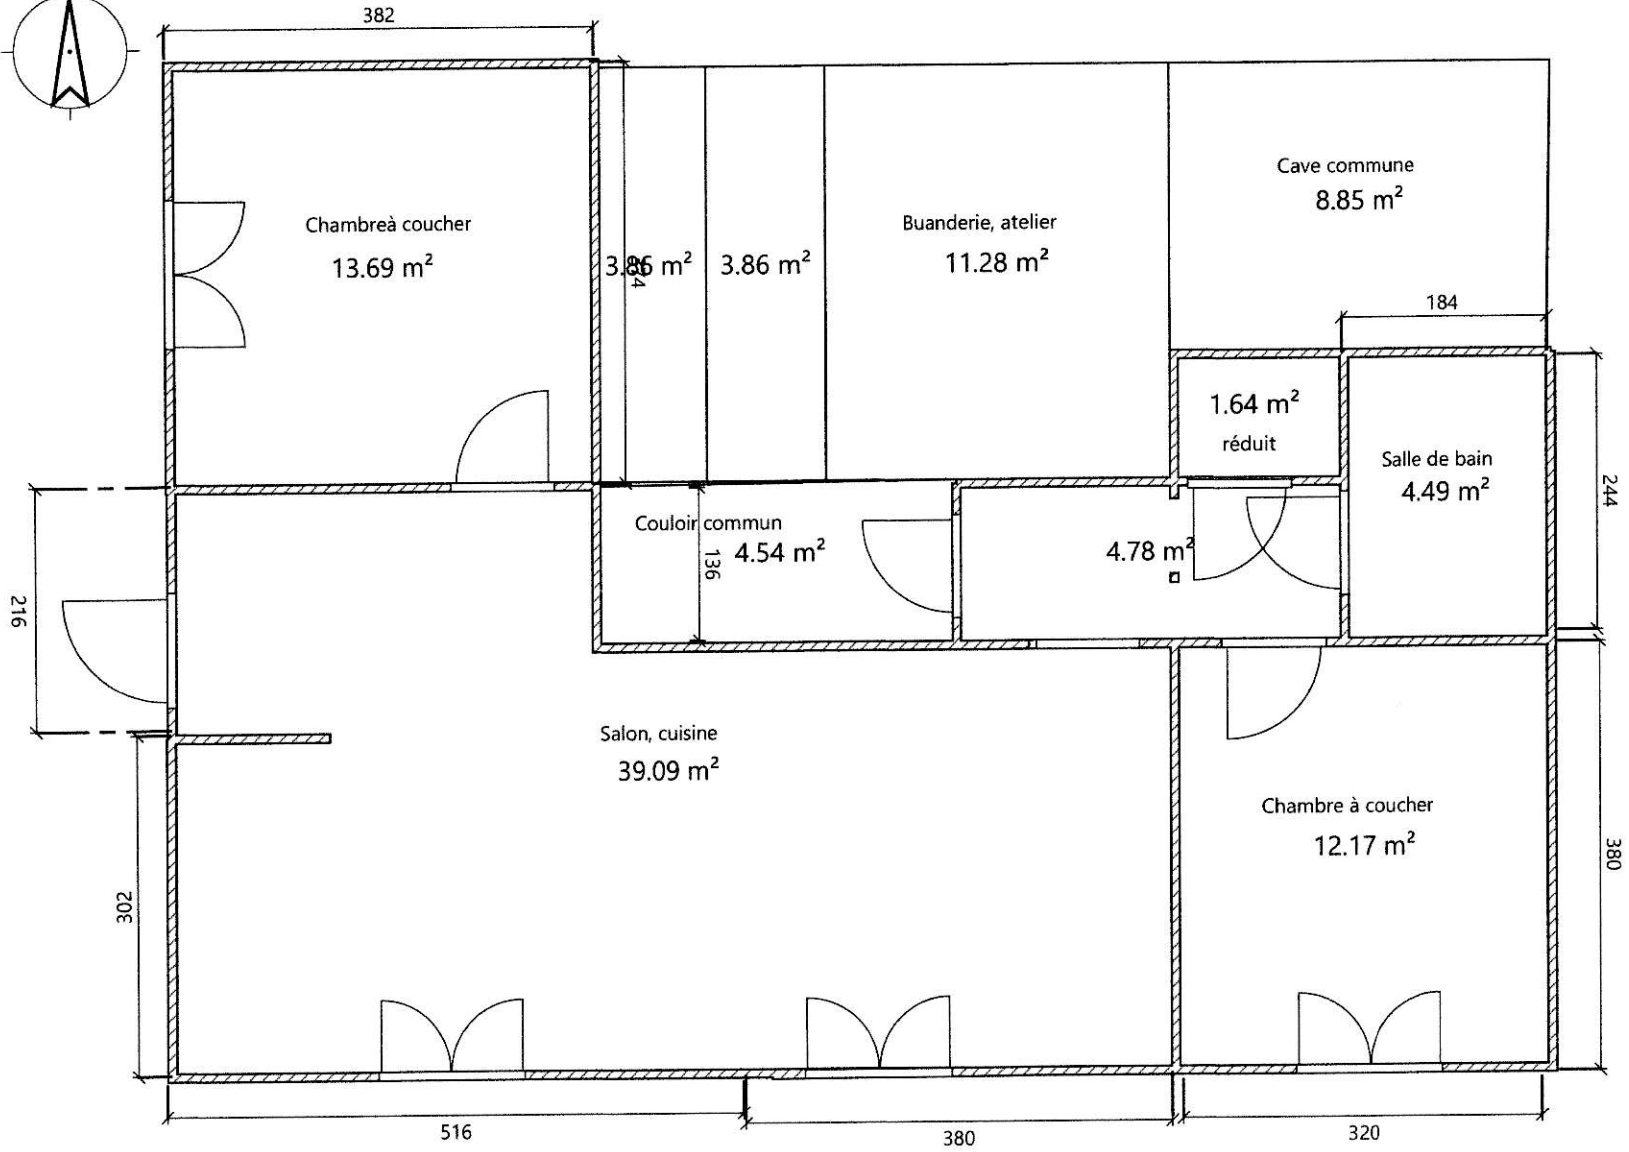 382
Cave commune
8.85 m²
Chambreà coucher
13.69 m²
Buanderie, atelier
11.28 m²
3.86 m²
3.86 m²
184
1.64 m²
réduit
Salle de bain
4.49 m²
244
Couloir commun
4.54 m²
136
4.78 m²
216
Salon, cuisine
39.09 m²
Chambre à coucher
12.17 m²
380
302
516
380
320